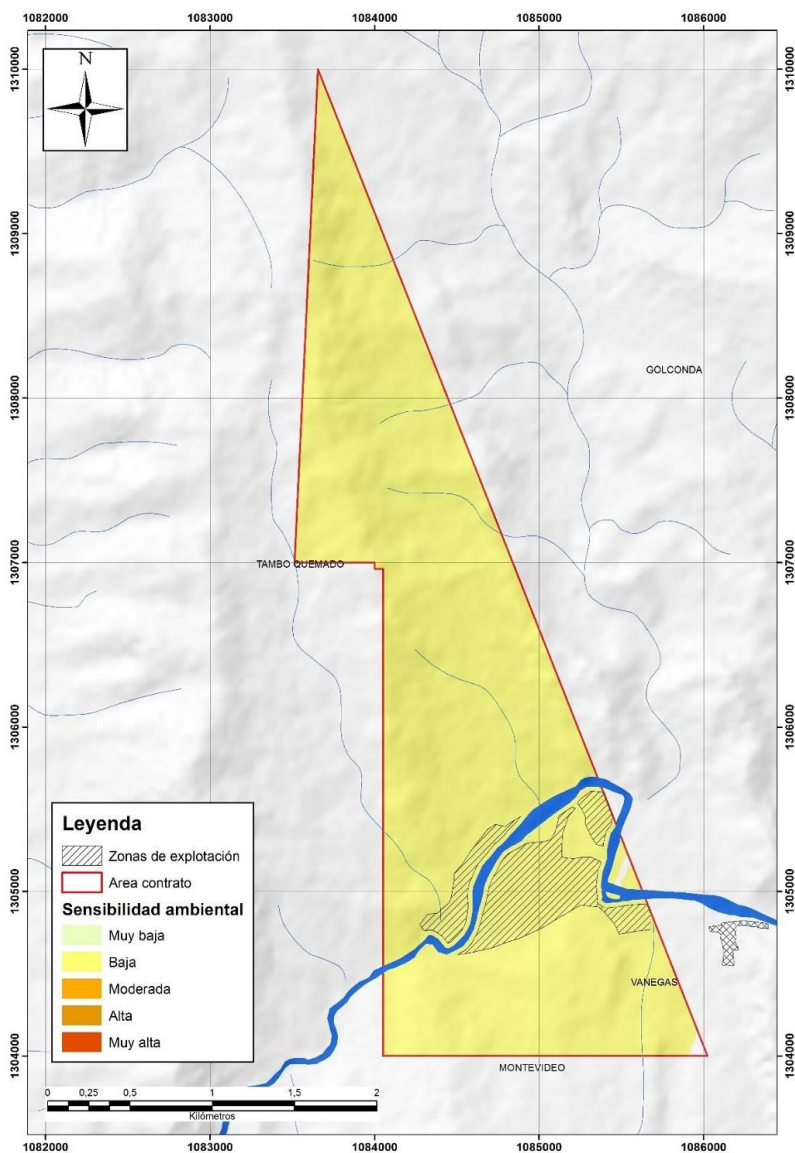 1082000 1083000 1084000 1085000 1086000
N
1310000 1310000
1309000 1309000
GOLCONDA
1308000 1308000
1307000 1307000
TAMBO QUEMADO
1306000 1306000
Leyenda
Zonas de explotación
Area contrato
Sensibilidad ambiental
Muy baja
Baja
Moderada
Alta
Muy alta
1305000 1305000
VANEGAS
1304000 1304000
MONTEVIDEO
0 0,25 0,5 1 1,5 2
Kilómetros
1082000 1083000 1084000 1085000 1086000